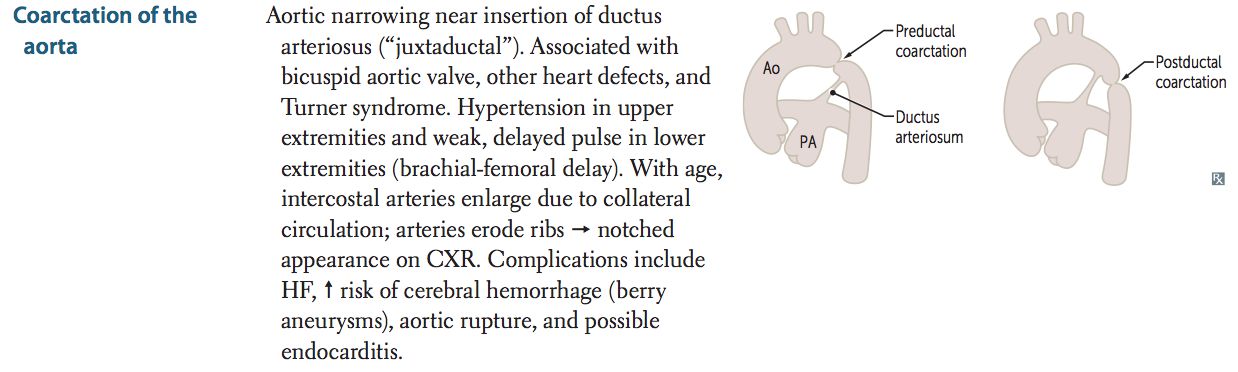 Coarctation of the
aorta
Aortic narrowing near insertion of ductus
arteriosus (“juxtaductal”). Associated with
bicuspid aortic valve, other heart defects, and
Turner syndrome. Hypertension in upper
extremities and weak, delayed pulse in lower
extremities (brachial-femoral delay). With age,
intercostal arteries enlarge due to collateral
circulation; arteries erode ribs → notched
appearance on CXR. Complications include
HF, ↑ risk of cerebral hemorrhage (berry
aneurysms), aortic rupture, and possible
endocarditis.
Ao
PA
Preductal
coarctation
Ductus
arteriosum
Postductal
coarctation
Rx